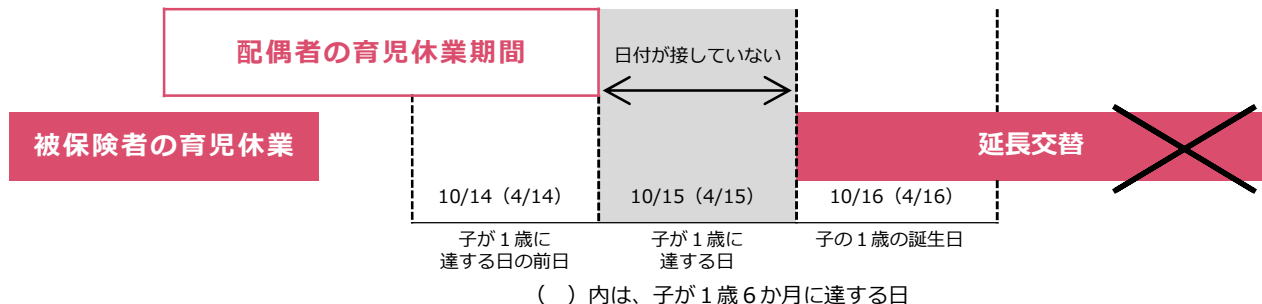 配偶者の育児休業期間
日付が接していない
被保険者の育児休業
延長交替
10/14（4/14）
10/15（4/15）
10/16（4/16）
子が１歳に
達する日の前日
子が１歳に
達する日
子の１歳の誕生日
（　）内は、子が１歳６か月に達する日